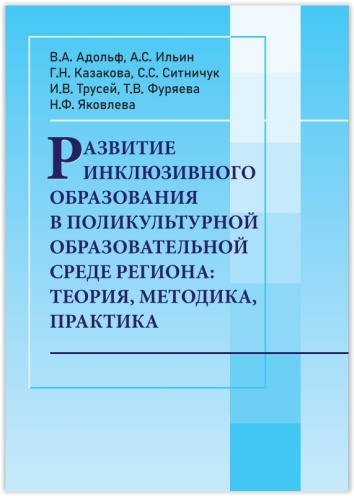 В.А. Адольф, А.С. Ильин
Г.Н. Казакова, С.С. Ситничук
И.В. Трусей, Т.В. Фуряева
Н.Ф. Яковлева
РАЗВИТИЕ
ИНКЛЮЗИВНОГО
ОБРАЗОВАНИЯ
В ПОЛИКУЛЬТУРНОЙ
ОБРАЗОВАТЕЛЬНОЙ
СРЕДЕ РЕГИОНА:
ТЕОРИЯ, МЕТОДИКА,
ПРАКТИКА